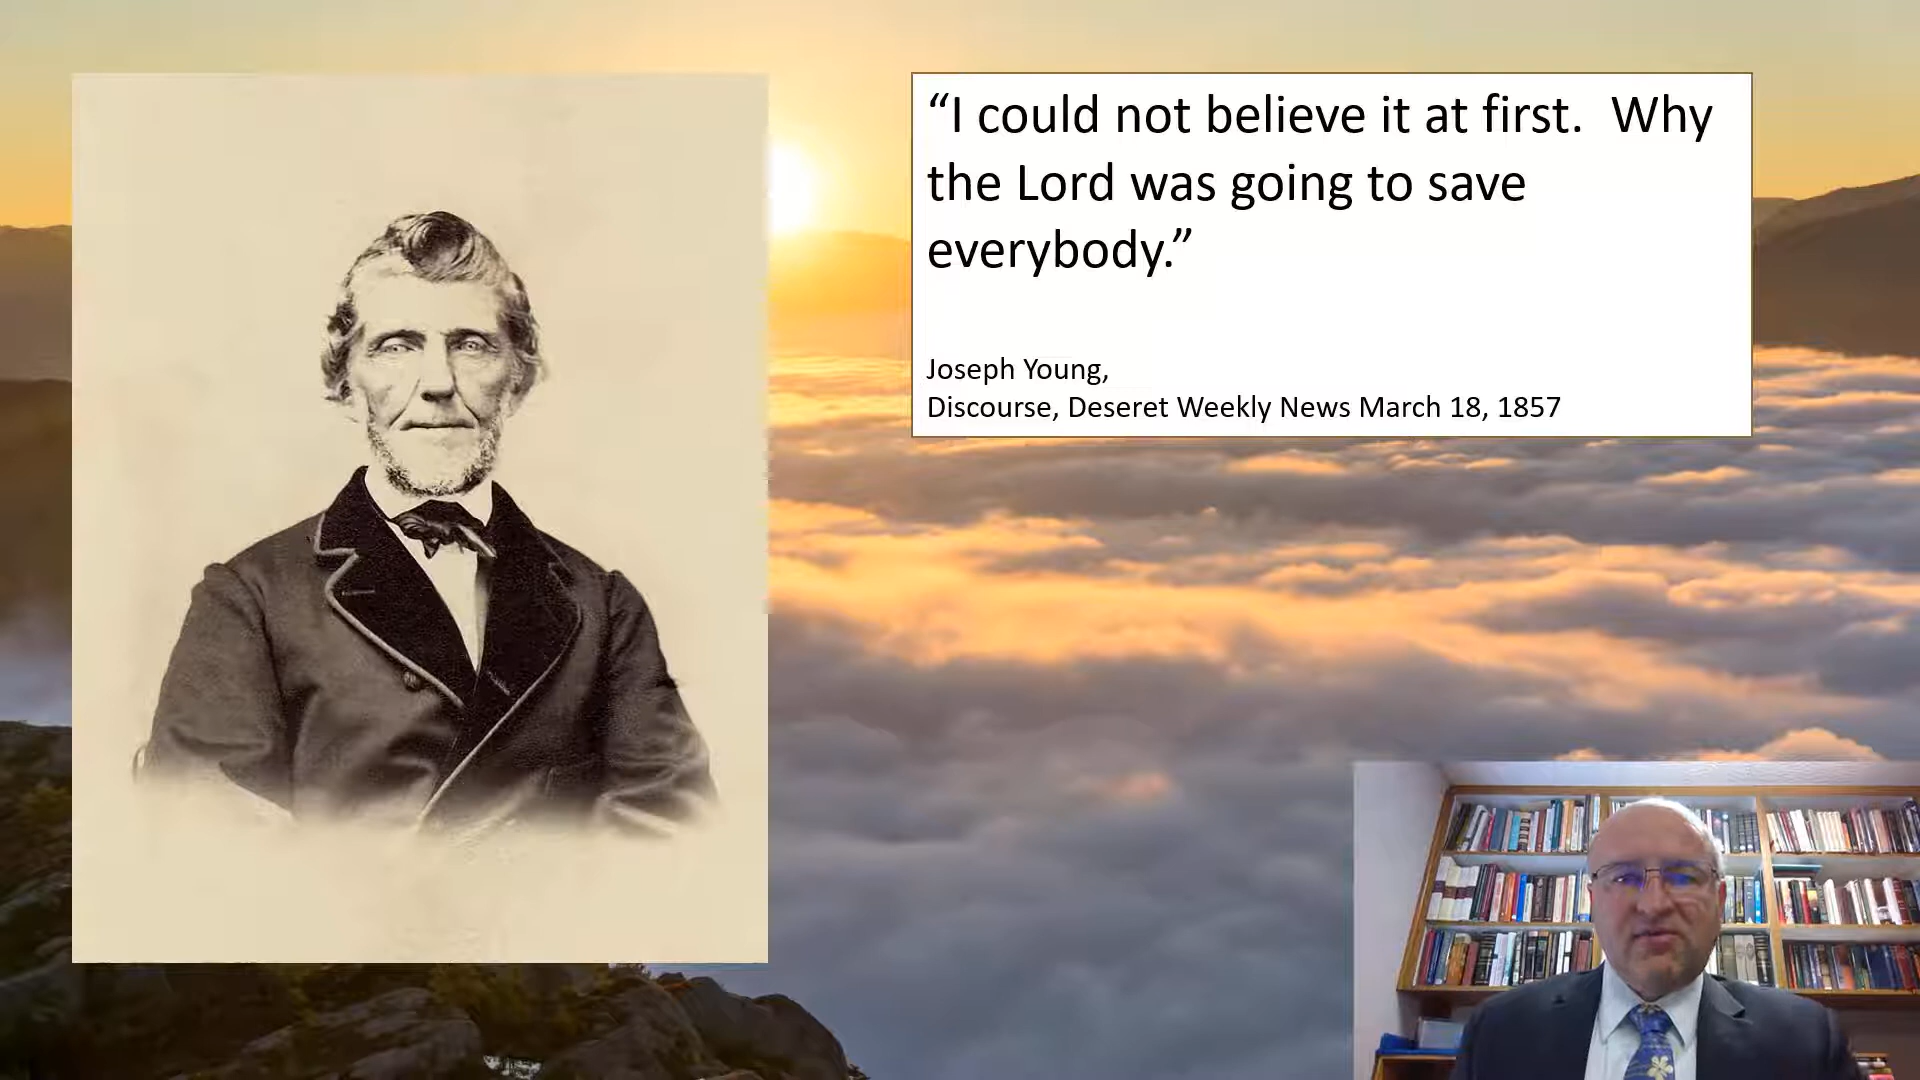 “I could not believe it at first.  Why
the Lord was going to save
everybody.”
Joseph Young,
Discourse, Deseret Weekly News March 18, 1857